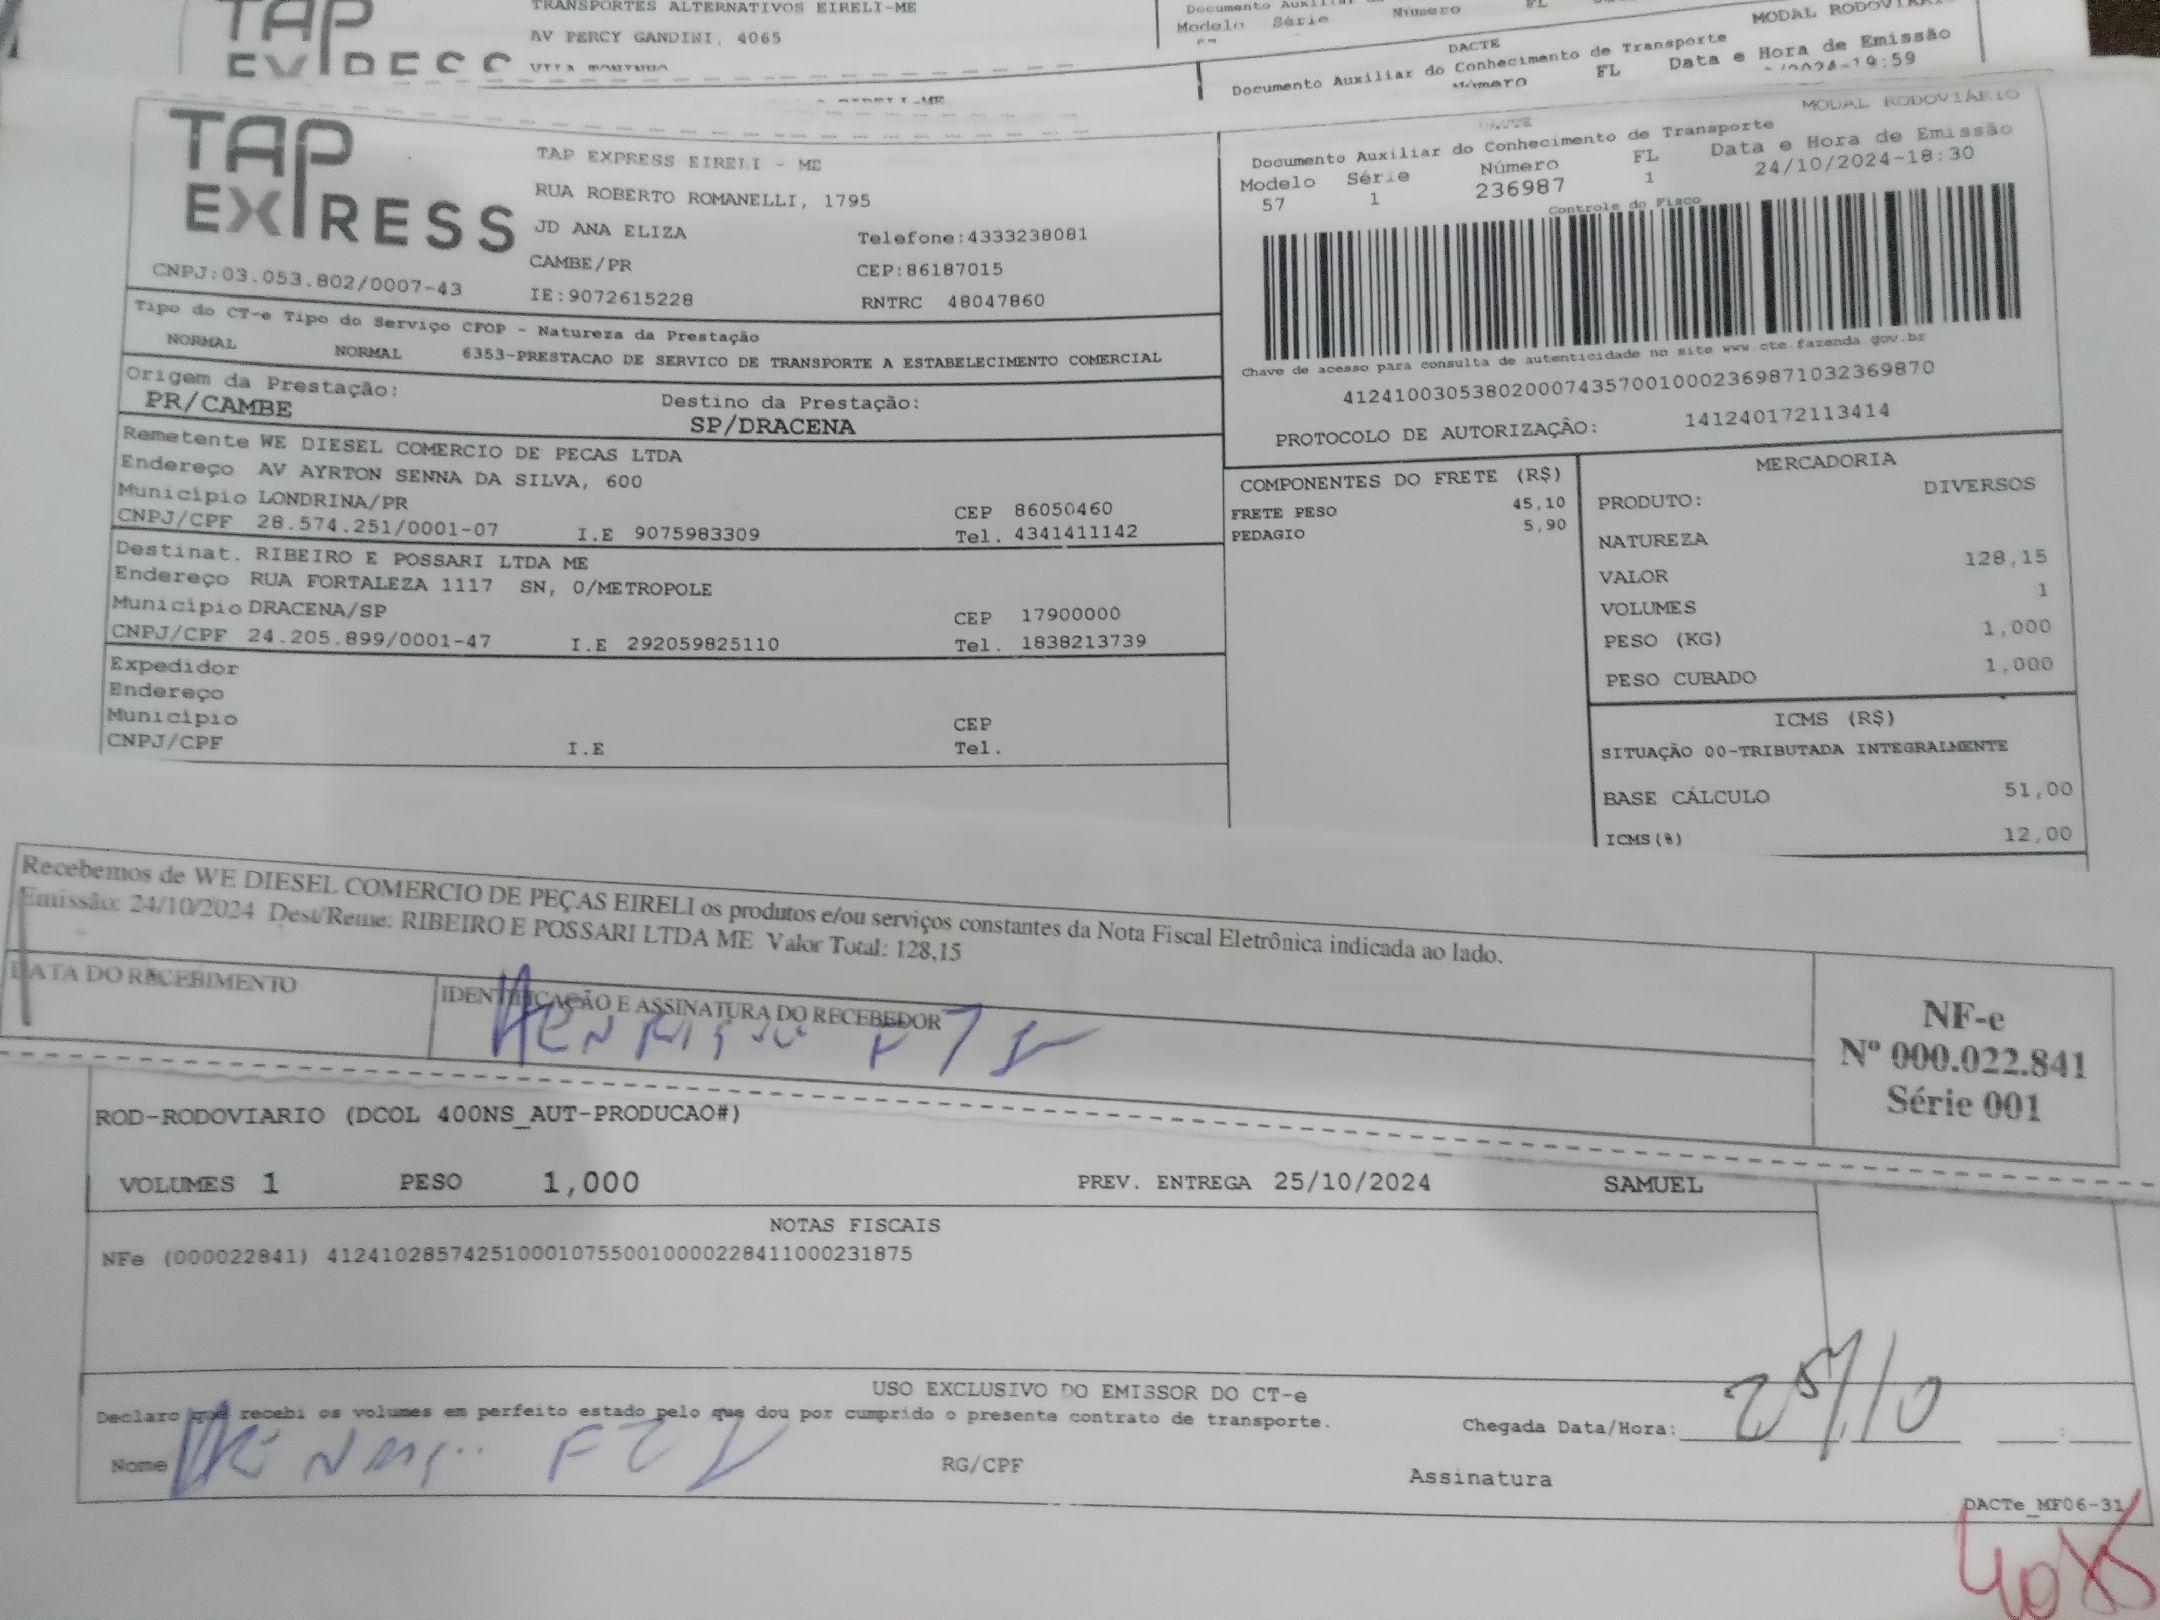 TAP
EXPRESS
TRANSPORTES ALTERNATIVOS EIRELI-ME
AV PERCY GANDINI, 4065
Documento
Modelo Série Número FL
MODAL
DACTE
Documento Auxiliar do Conhecimento de Transporte
Número FL Data e Hora de Emissão
19:59
MODAL RODOVIÁRIO
TAP
EXPRESS
CNPJ:03.053.802/0007-43
TAP EXPRESS EIRELI - ME
RUA ROBERTO ROMANELLI, 1795
JD ANA ELIZA Telefone:4333238081
CAMBE/PR CEP:86187015
IE:9072615228 RNTRC 48047860
Documento Auxiliar do Conhecimento de Transporte
Modelo Série Número FL Data e Hora de Emissão
57 1 236987 1 24/10/2024-18:30
Controle do Fisco
Chave de acesso para consulta de autenticidade no site www.cte.fazenda.gov.br
41241003053802000743570010002369871032369870
PROTOCOLO DE AUTORIZAÇÃO: 141240172113414
Tipo do CT-e Tipo do Serviço CFOP - Natureza da Prestação
NORMAL NORMAL 6353-PRESTACAO DE SERVICO DE TRANSPORTE A ESTABELECIMENTO COMERCIAL
Origem da Prestação: Destino da Prestação:
PR/CAMBE SP/DRACENA
Remetente WE DIESEL COMERCIO DE PECAS LTDA
Endereço AV AYRTON SENNA DA SILVA, 600
Município LONDRINA/PR CEP 86050460
CNPJ/CPF 28.574.251/0001-07 I.E 9075983309 Tel. 4341411142
Destinat. RIBEIRO E POSSARI LTDA ME
Endereço RUA FORTALEZA 1117 SN, 0/METROPOLE
Município DRACENA/SP CEP 17900000
CNPJ/CPF 24.205.899/0001-47 I.E 292059825110 Tel. 1838213739
Expedidor
Endereço
Município CEP
CNPJ/CPF I.E Tel.
COMPONENTES DO FRETE (R$)
FRETE PESO 45,10
PEDAGIO 5,90
MERCADORIA
PRODUTO: DIVERSOS
NATUREZA
VALOR 128,15
VOLUMES 1
PESO (KG) 1,000
PESO CUBADO 1,000
ICMS (R$)
SITUAÇÃO 00-TRIBUTADA INTEGRALMENTE
BASE CÁLCULO 51,00
ICMS(%) 12,00
Recebemos de WE DIESEL COMERCIO DE PEÇAS EIRELI os produtos e/ou serviços constantes da Nota Fiscal Eletrônica indicada ao lado.
Emissão: 24/10/2024 Dest/Reme: RIBEIRO E POSSARI LTDA ME Valor Total: 128,15
DATA DO RECEBIMENTO IDENTIFICAÇÃO E ASSINATURA DO RECEBEDOR
NF-e
Nº 000.022.841
Série 001
ROD-RODOVIARIO (DCOL 400NS_AUT-PRODUCAO#)
VOLUMES 1 PESO 1,000 PREV. ENTREGA 25/10/2024 SAMUEL
NOTAS FISCAIS
NFe (000022841) 41241028574251000107550010000228411000231875
USO EXCLUSIVO DO EMISSOR DO CT-e
Declaro que recebi os volumes em perfeito estado pelo que dou por cumprido o presente contrato de transporte.
Chegada Data/Hora: 25/10 :
Nome RG/CPF Assinatura
DACTe_MF06-31